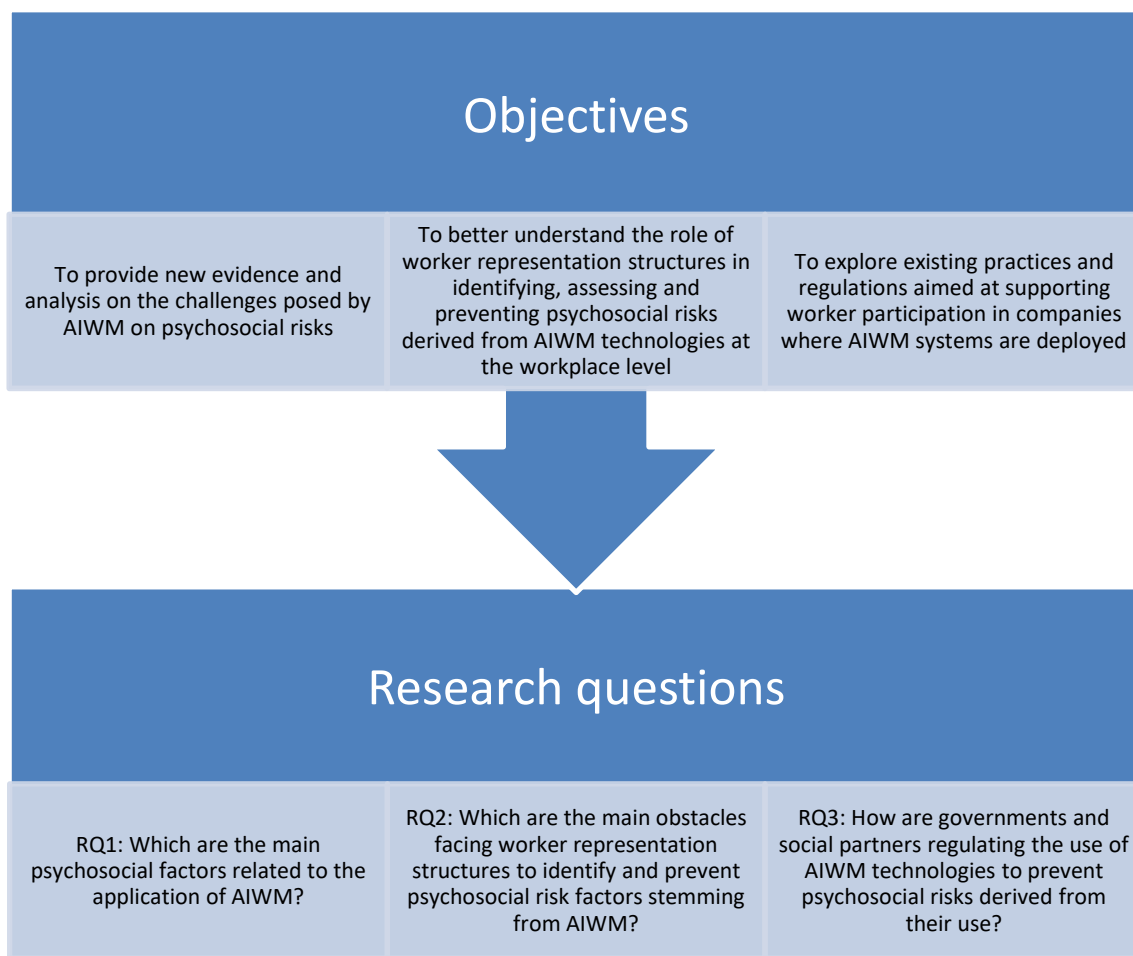 Objectives
To provide new evidence and
analysis on the challenges posed by
AIWM on psychosocial risks
To better understand the role of
worker representation structures in
identifying, assessing and
preventing psychosocial risks
derived from AIWM technologies at
the workplace level
To explore existing practices and
regulations aimed at supporting
worker participation in companies
where AIWM systems are deployed
Research questions
RQ1: Which are the main
psychosocial factors related to the
application of AIWM?
RQ2: Which are the main obstacles
facing worker representation
structures to identify and prevent
psychosocial risk factors stemming
from AIWM?
RQ3: How are governments and
social partners regulating the use of
AIWM technologies to prevent
psychosocial risks derived from
their use?